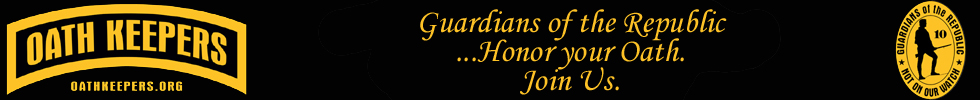 OATH KEEPERS
OATHKEEPERS.ORG
Guardians of the Republic
...Honor your Oath.
Join Us.
GUARDIANS of the REPUBLIC
10
NOT ON OUR WATCH